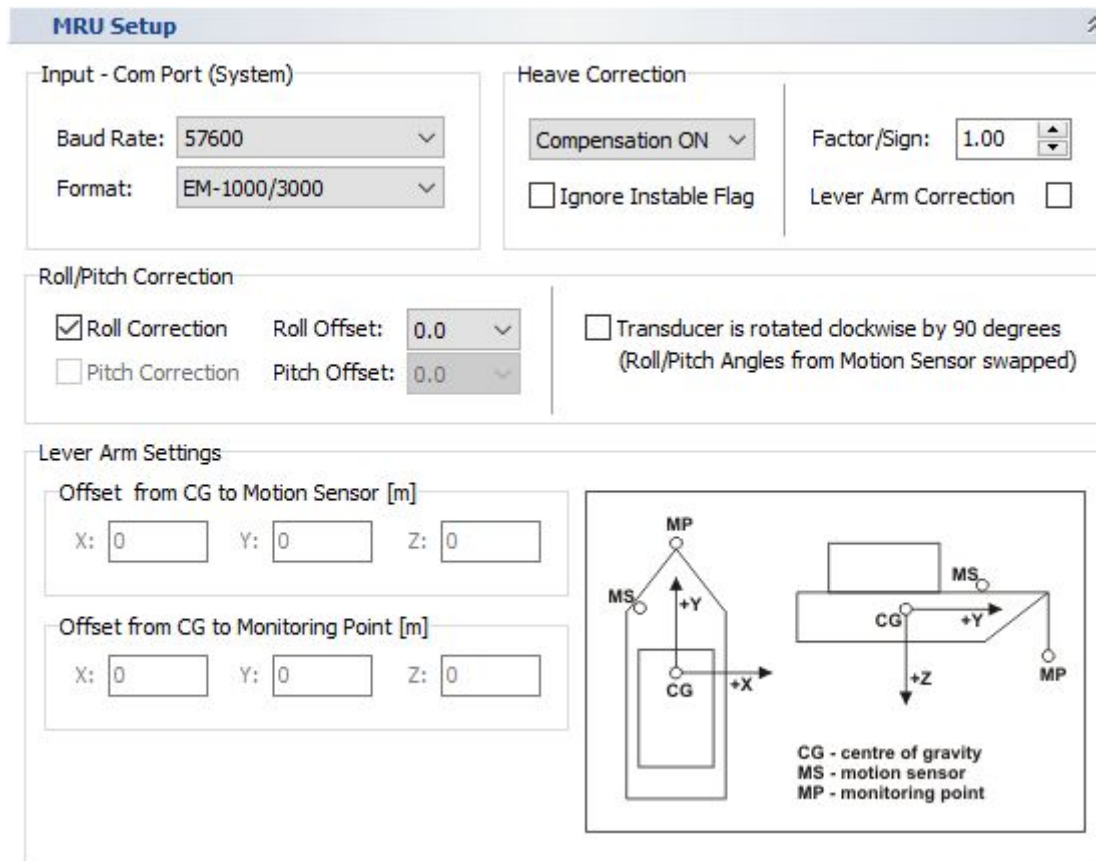 MRU Setup
Input - Com Port (System)
Baud Rate: 57600
Format: EM-1000/3000
Heave Correction
Compensation ON
Ignore Instable Flag
Factor/Sign: 1.00
Lever Arm Correction
Roll/Pitch Correction
Roll Correction Roll Offset: 0.0
Pitch Correction Pitch Offset: 0.0
Transducer is rotated clockwise by 90 degrees
(Roll/Pitch Angles from Motion Sensor swapped)
Lever Arm Settings
Offset from CG to Motion Sensor [m]
X: 0 Y: 0 Z: 0
Offset from CG to Monitoring Point [m]
X: 0 Y: 0 Z: 0
MP
MS
+Y
CG
+X
MS
CG
+Y
+Z
MP
CG - centre of gravity
MS - motion sensor
MP - monitoring point